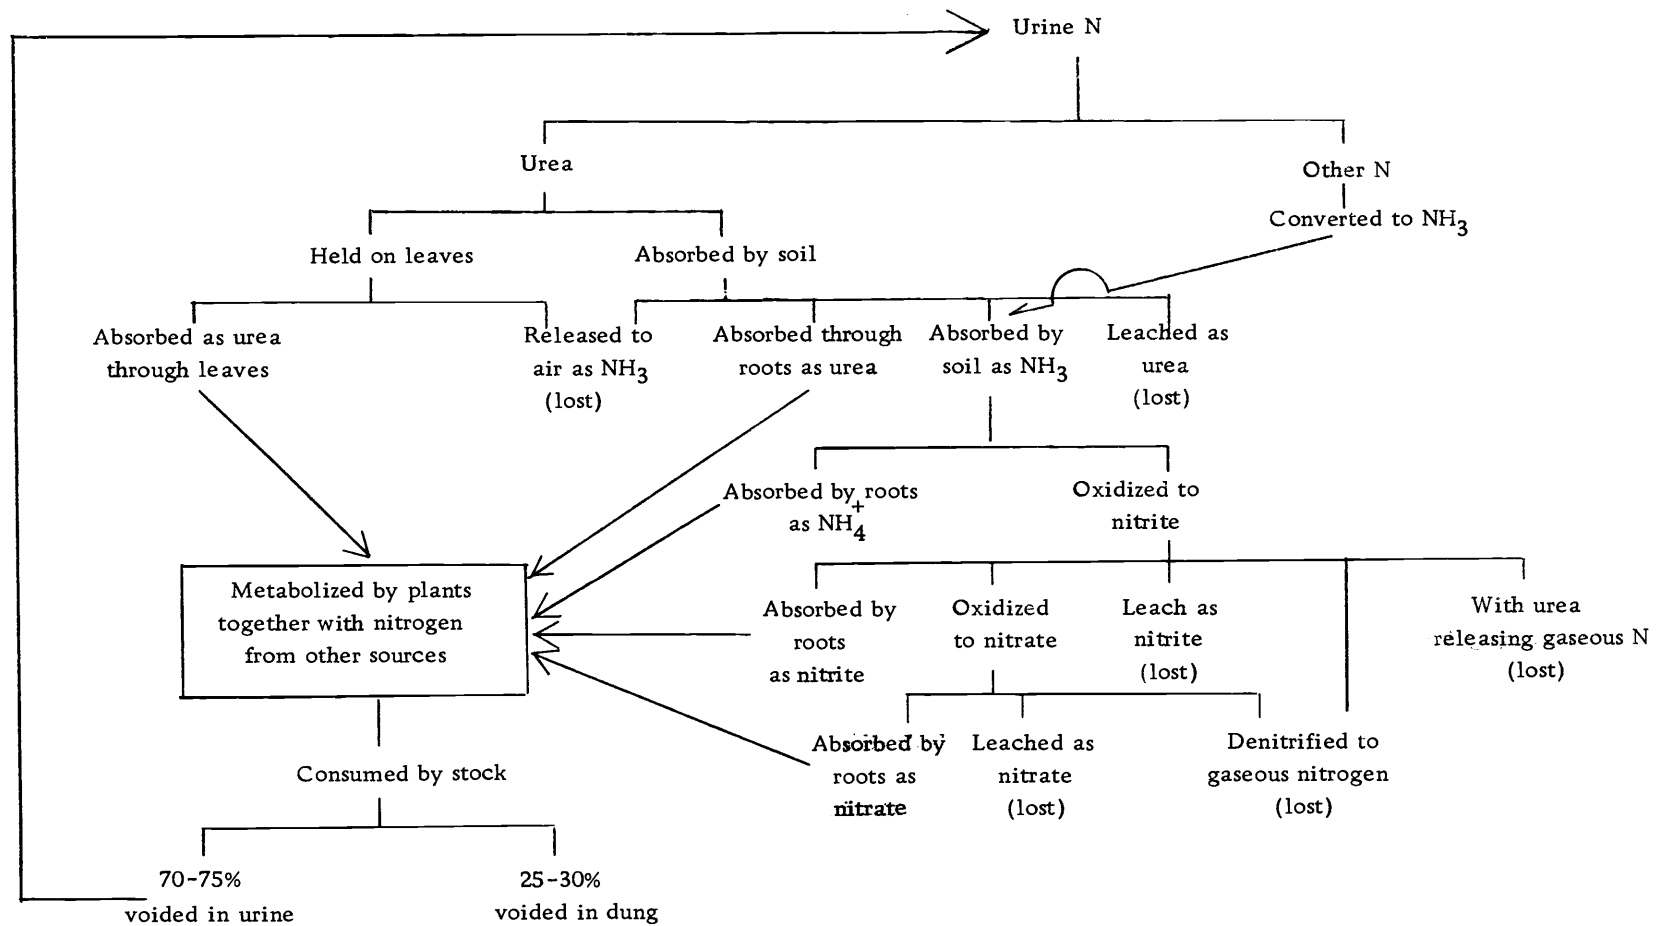 Urine N
Urea
Other N
Converted to NH3
Held on leaves
Absorbed by soil
Absorbed as urea
through leaves
Released to
air as NH3
(lost)
Absorbed through
roots as urea
Absorbed by
soil as NH3
Leached as
urea
(lost)
Absorbed by roots
as NH4+
Oxidized to
nitrite
Metabolized by plants
together with nitrogen
from other sources
Absorbed by
roots
as nitrite
Oxidized
to nitrate
Leach as
nitrite
(lost)
With urea
releasing gaseous N
(lost)
Absorbed by
roots as
nitrate
Leached as
nitrate
(lost)
Denitrified to
gaseous nitrogen
(lost)
Consumed by stock
70-75%
voided in urine
25-30%
voided in dung